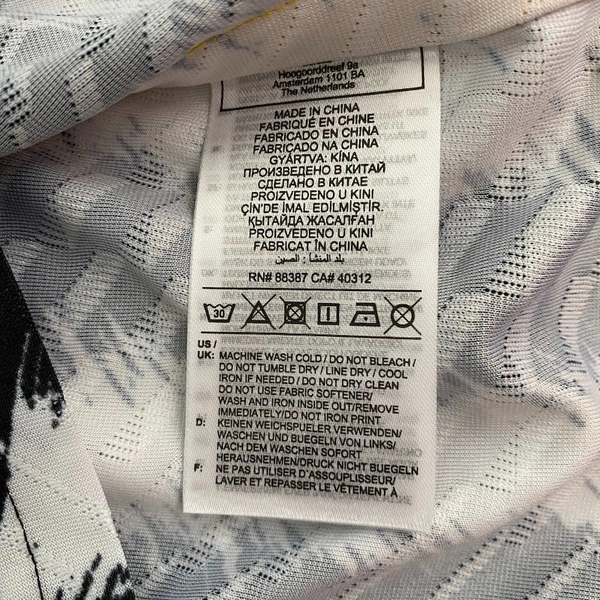 Hoogoorddreef 9a
Amsterdam 1101 BA
The Netherlands
MADE IN CHINA
FABRIQUÉ EN CHINE
FABRICADO EN CHINA
FABRICADO NA CHINA
GYÁRTVA: KÍNA
ПРОИЗВЕДЕНО В КИТАЙ
СДЕЛАНО В КИТАЕ
PROIZVEDENO U KINI
ÇİN'DE İMAL EDİLMİŞTİR.
ҚЫТАЙДА ЖАСАЛҒАН
PROIZVEDENO U KINI
FABRICAT ÎN CHINA
بلد المنشأ : الصين
RN# 88387 CA# 40312
30
US /
UK: MACHINE WASH COLD / DO NOT BLEACH /
DO NOT TUMBLE DRY / LINE DRY / COOL
IRON IF NEEDED / DO NOT DRY CLEAN
DO NOT USE FABRIC SOFTENER/
WASH AND IRON INSIDE OUT/REMOVE
IMMEDIATELY/DO NOT IRON PRINT
D: KEINEN WEICHSPUELER VERWENDEN/
WASCHEN UND BUEGELN VON LINKS/
NACH DEM WASCHEN SOFORT
HERAUSNEHMEN/DRUCK NICHT BUEGELN
F: NE PAS UTILISER D'ASSOUPLISSEUR/
LAVER ET REPASSER LE VÊTEMENT À